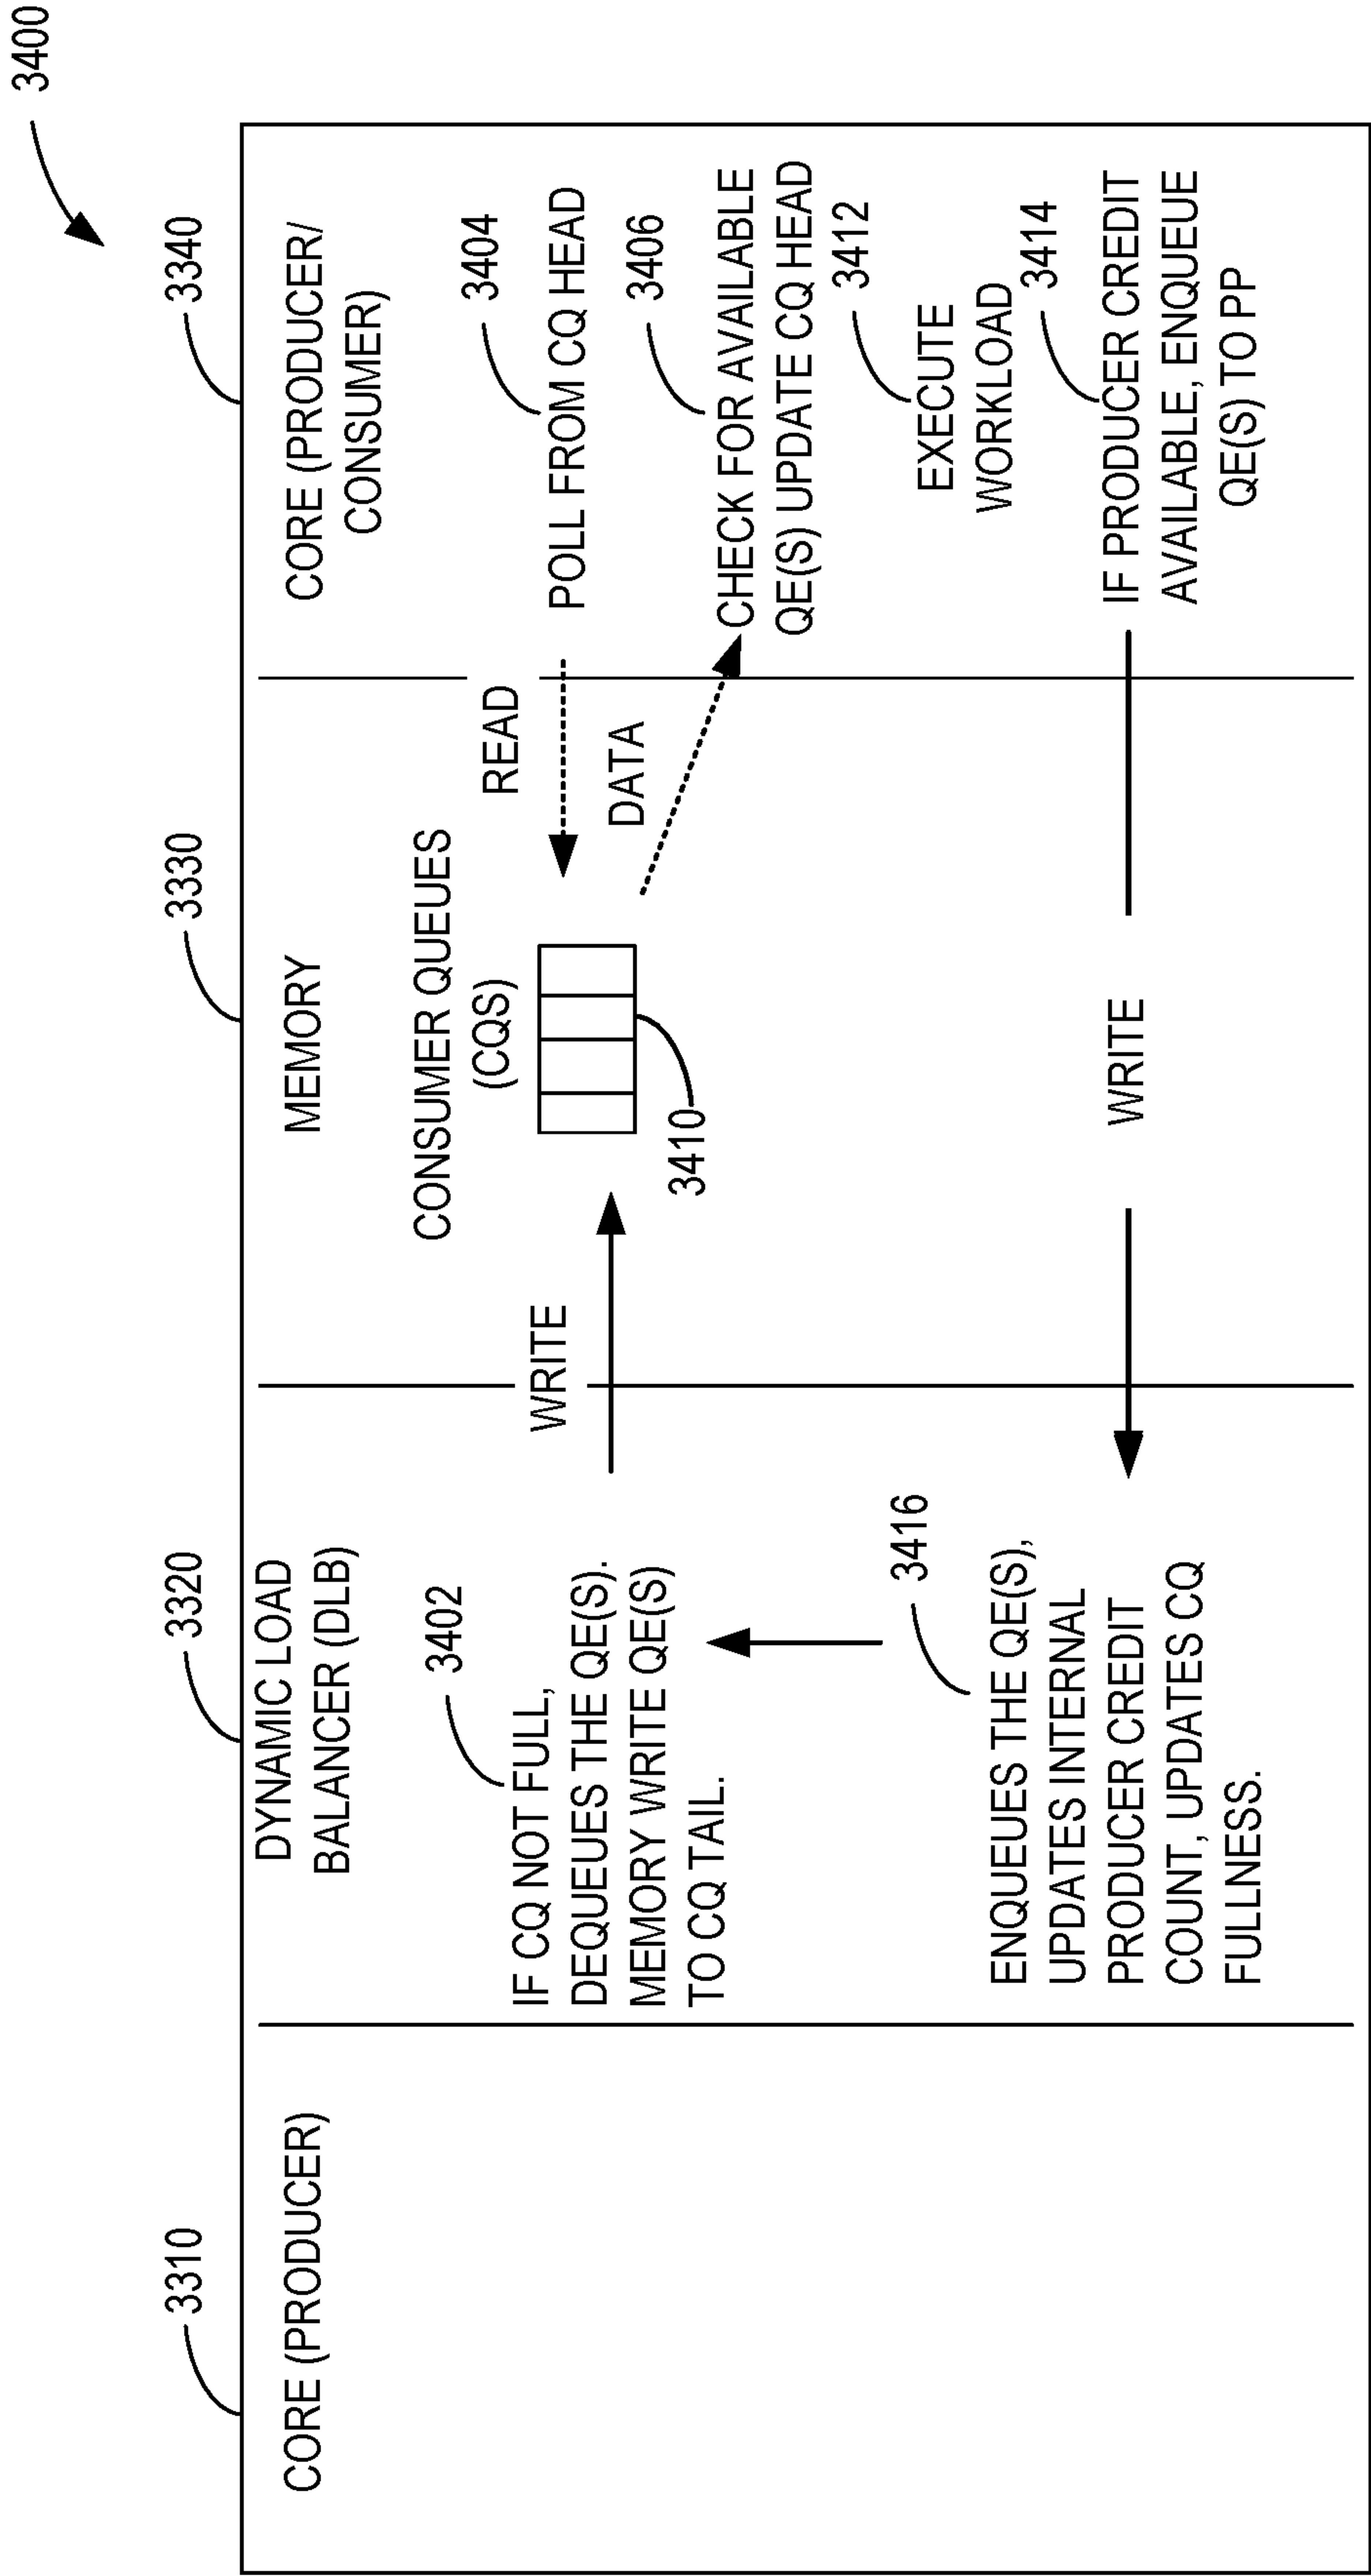 3400
3310
3320
3330
3340
CORE (PRODUCER)
DYNAMIC LOAD
BALANCER (DLB)
MEMORY
CORE (PRODUCER/
CONSUMER)
3402
IF CQ NOT FULL,
DEQUEUES THE QE(S).
MEMORY WRITE QE(S)
TO CQ TAIL.
WRITE
CONSUMER QUEUES
(CQS)
3410
READ
DATA
3404
POLL FROM CQ HEAD
3406
CHECK FOR AVAILABLE
QE(S) UPDATE CQ HEAD
3412
EXECUTE
WORKLOAD
3414
IF PRODUCER CREDIT
AVAILABLE, ENQUEUE
QE(S) TO PP
WRITE
3416
ENQUEUES THE QE(S),
UPDATES INTERNAL
PRODUCER CREDIT
COUNT, UPDATES CQ
FULLNESS.